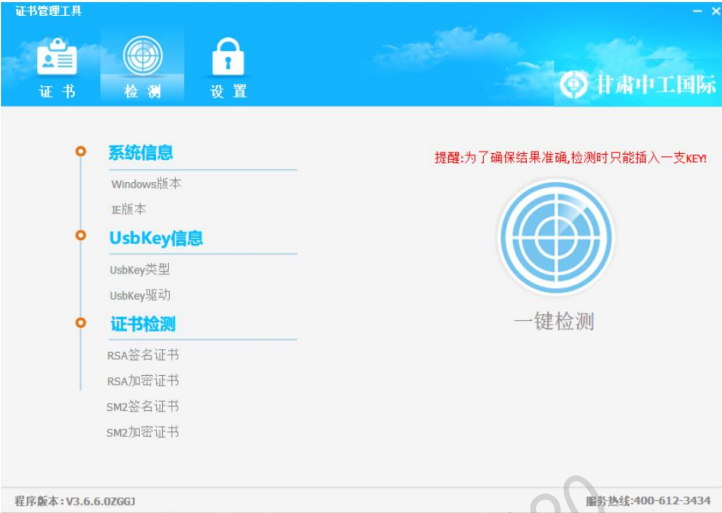 证书管理工具
证 书
检 测
设 置
甘肃中工国际
系统信息
Windows版本
IE版本
UsbKey信息
UsbKey类型
UsbKey驱动
证书检测
RSA签名证书
RSA加密证书
SM2签名证书
SM2加密证书
提醒:为了确保结果准确,检测时只能插入一支KEY!
一键检测
程序版本:V3.6.6.0ZGGJ
服务热线:400-612-3434